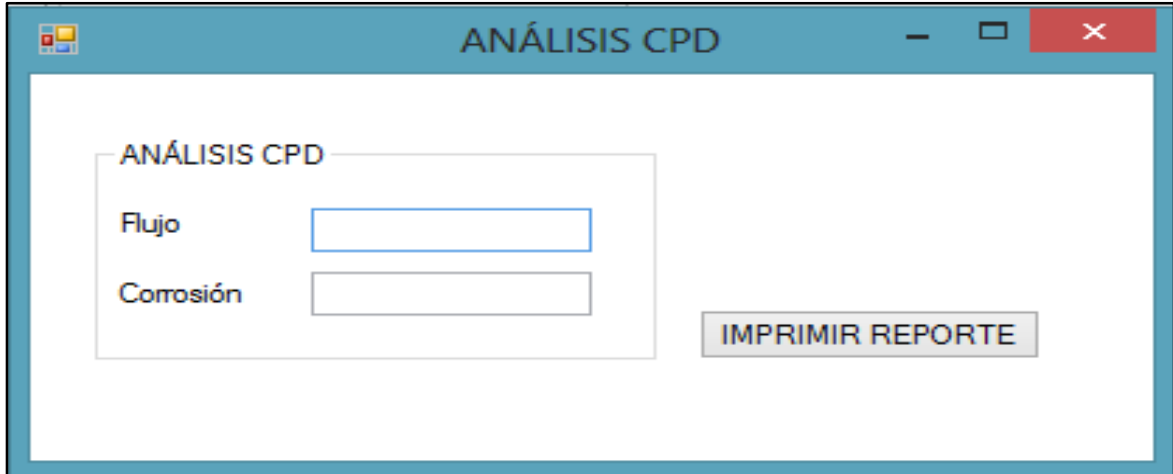 ANÁLISIS CPD
ANÁLISIS CPD
Flujo
Corrosión
IMPRIMIR REPORTE